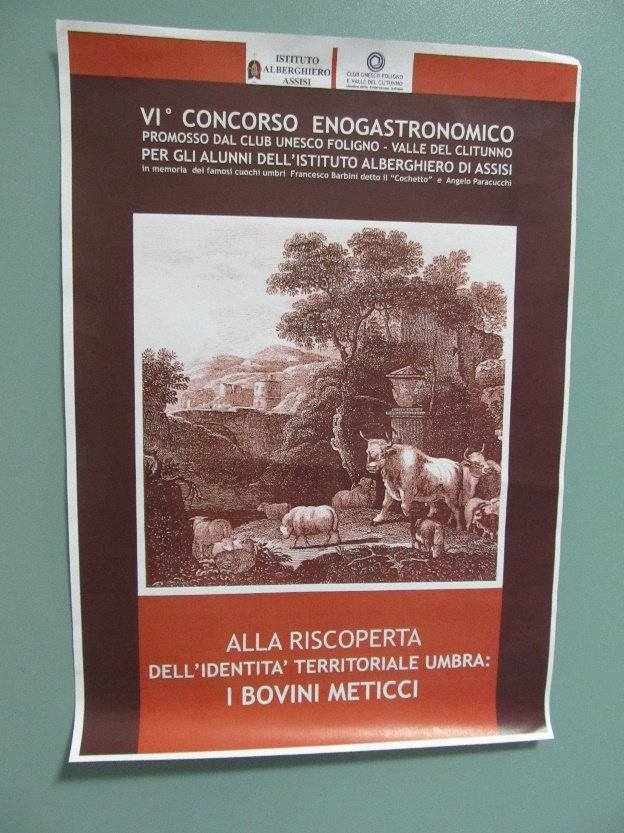 ISTITUTO
ALBERGHIERO
ASSISI
CLUB UNESCO FOLIGNO
E VALLE DEL CLITUNNO
VI° CONCORSO ENOGASTRONOMICO
PROMOSSO DAL CLUB UNESCO FOLIGNO - VALLE DEL CLITUNNO
PER GLI ALUNNI DELL'ISTITUTO ALBERGHIERO DI ASSISI
in memoria dei famosi cuochi umbri Francesco Barbini detto il "Cochetto" e Angelo Paracucchi
ALLA RISCOPERTA
DELL'IDENTITA' TERRITORIALE UMBRA:
I BOVINI METICCI